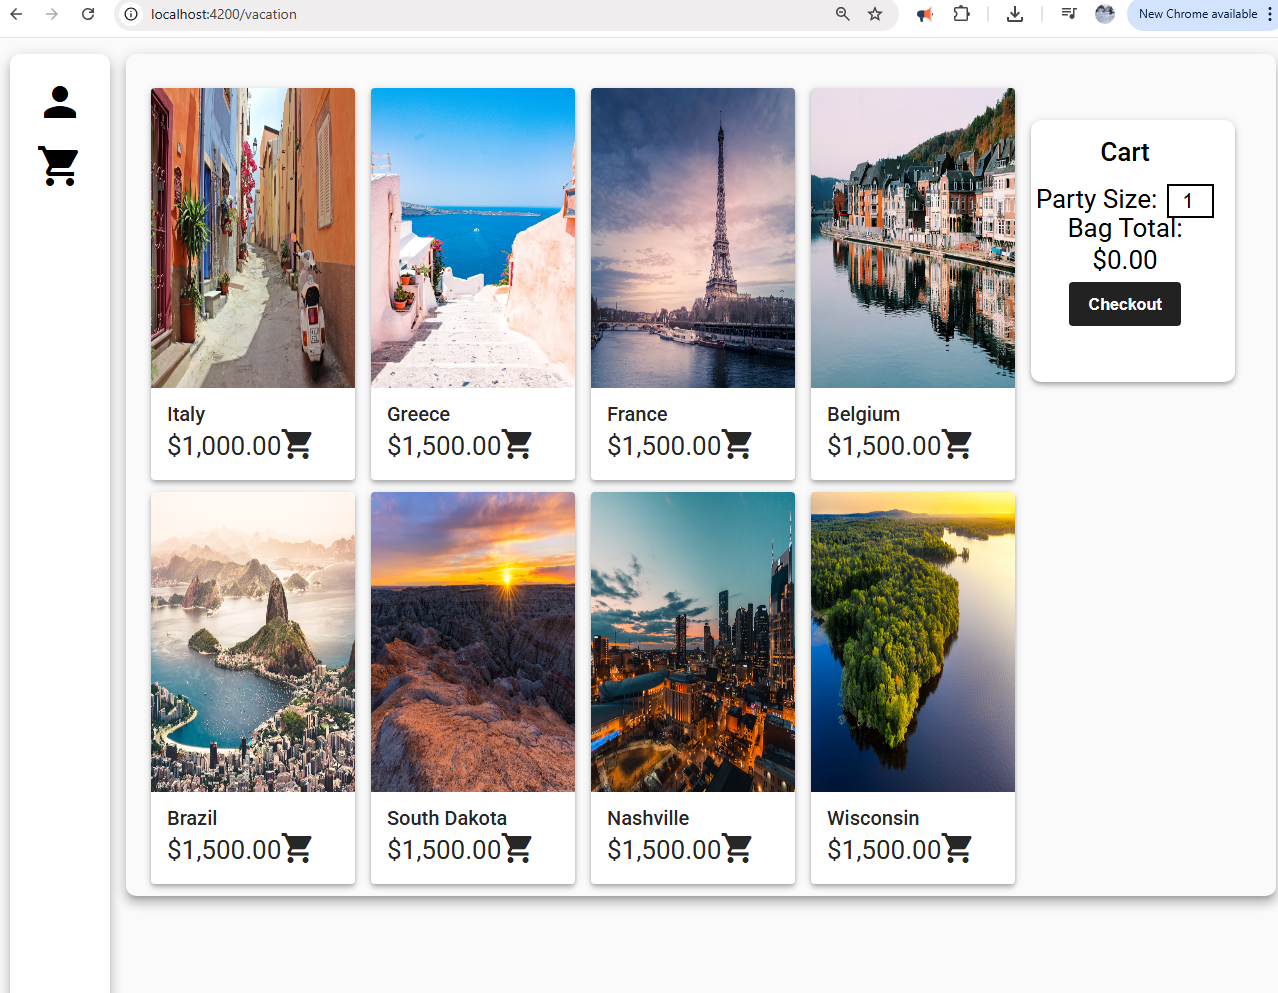 localhost:4200/vacation
New Chrome available
Cart
Party Size: 1
Bag Total:
$0.00
Checkout
Italy
$1,000.00
Greece
$1,500.00
France
$1,500.00
Belgium
$1,500.00
Brazil
$1,500.00
South Dakota
$1,500.00
Nashville
$1,500.00
Wisconsin
$1,500.00